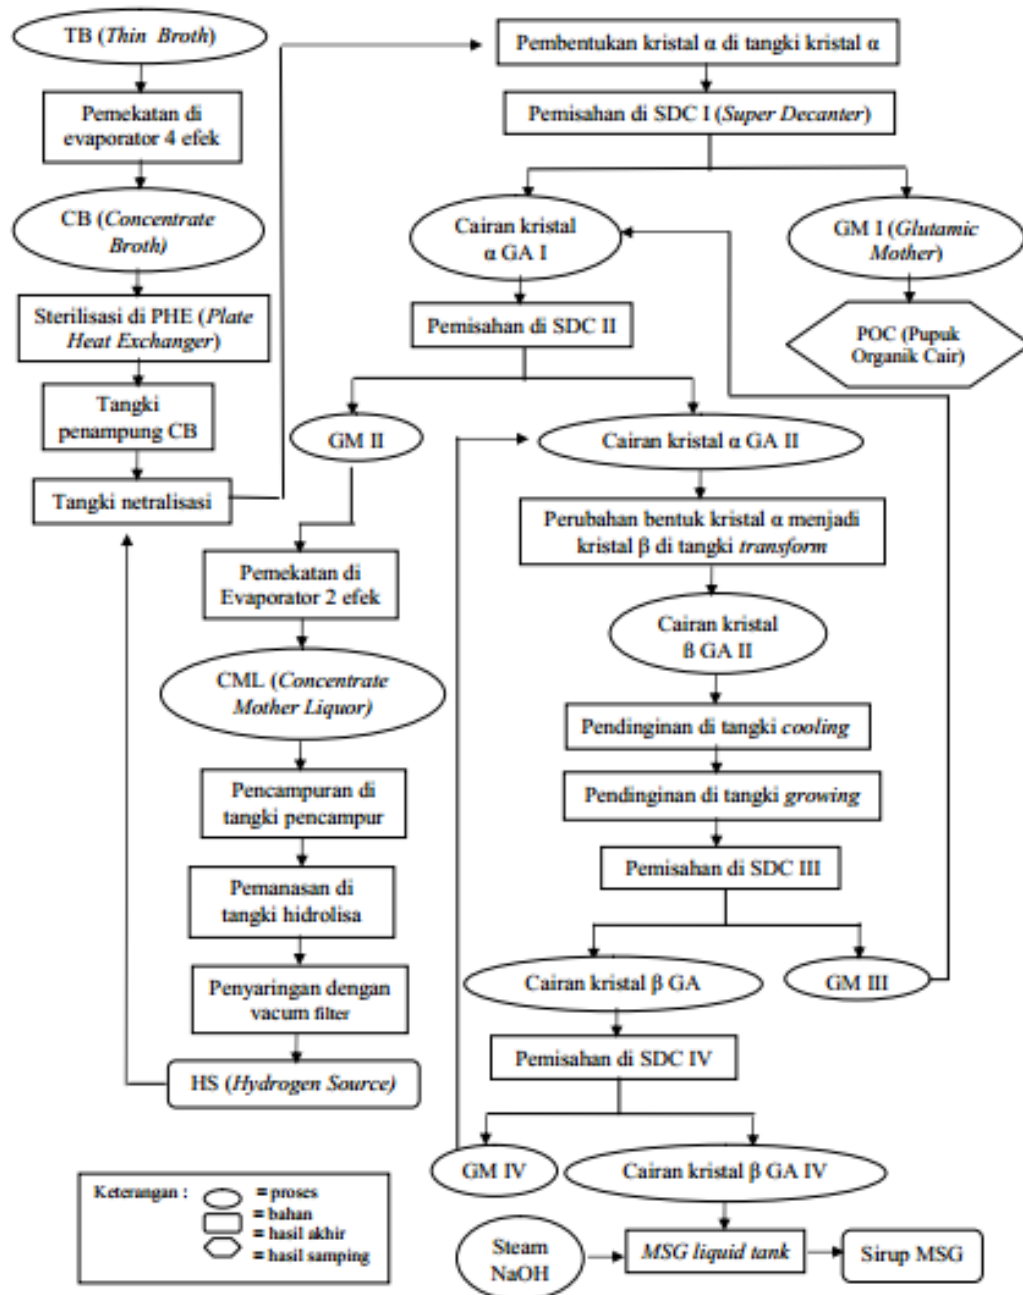 TB (Thin Broth)
Pemekatan di
evaporator 4 efek
CB (Concentrate
Broth)
Sterilisasi di PHE (Plate
Heat Exchanger)
Tangki
penampung CB
Tangki netralisasi
Pembentukan kristal α di tangki kristal α
Pemisahan di SDC I (Super Decanter)
Cairan kristal
α GA I
GM I (Glutamic
Mother)
POC (Pupuk
Organik Cair)
Pemisahan di SDC II
GM II
Cairan kristal α GA II
Pemekatan di
Evaporator 2 efek
CML (Concentrate
Mother Liquor)
Pencampuran di
tangki pencampur
Pemanasan di
tangki hidrolisa
Penyaringan dengan
vacum filter
HS (Hydrogen Source)
Perubahan bentuk kristal α menjadi
kristal β di tangki transform
Cairan kristal
β GA II
Pendinginan di tangki cooling
Pendinginan di tangki growing
Pemisahan di SDC III
Cairan kristal β GA
GM III
Pemisahan di SDC IV
GM IV
Cairan kristal β GA IV
Steam
NaOH
MSG liquid tank
Sirup MSG
Keterangan :
= proses
= bahan
= hasil akhir
= hasil samping